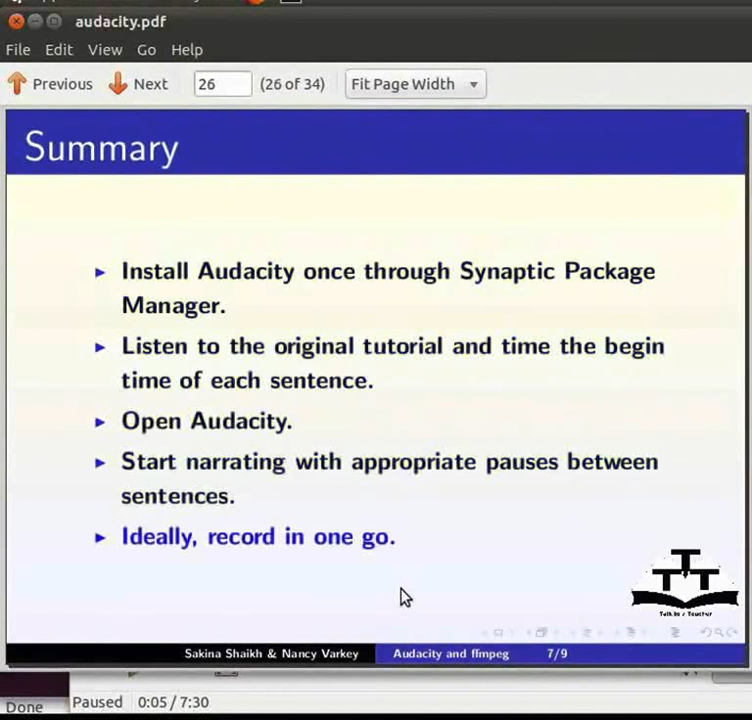 audacity.pdf
File Edit View Go Help
Previous Next 26 (26 of 34) Fit Page Width
Summary
Install Audacity once through Synaptic Package
Manager.
Listen to the original tutorial and time the begin
time of each sentence.
Open Audacity.
Start narrating with appropriate pauses between
sentences.
Ideally, record in one go.
TTT
Talk to a Teacher
Sakina Shaikh & Nancy Varkey Audacity and ffmpeg 7/9
Done Paused 0:05 / 7:30